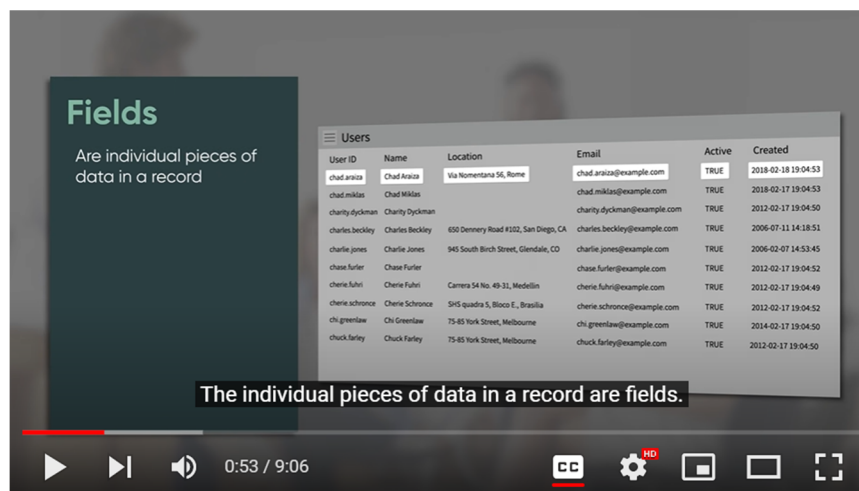 Fields
Are individual pieces of
data in a record
Users
User ID Name Location Email Active Created
chad.araiza Chad Araiza Via Nomentana 56, Rome chad.araiza@example.com TRUE 2018-02-18 19:04:53
chad.miklas Chad Miklas chad.miklas@example.com TRUE 2018-02-17 19:04:53
charity.dyckman Charity Dyckman charity.dyckman@example.com TRUE 2012-02-17 19:04:50
charles.beckley Charles Beckley 650 Dennery Road #102, San Diego, CA charles.beckley@example.com TRUE 2006-07-11 14:18:51
charlie.jones Charlie Jones 945 South Birch Street, Glendale, CO charlie.jones@example.com TRUE 2006-02-07 14:53:45
chase.furler Chase Furler chase.furler@example.com TRUE 2012-02-17 19:04:52
cherie.fuhri Cherie Fuhri Carrera 54 No. 49-31, Medellin cherie.fuhri@example.com TRUE 2012-02-17 19:04:49
cherie.schronce Cherie Schronce SHS quadra 5, Bloco E., Brasilia cherie.schronce@example.com TRUE 2012-02-17 19:04:52
chi.greenlaw Chi Greenlaw 75-85 York Street, Melbourne chi.greenlaw@example.com TRUE 2014-02-17 19:04:50
chuck.farley Chuck Farley 75-85 York Street, Melbourne chuck.farley@example.com TRUE 2012-02-17 19:04:50
The individual pieces of data in a record are fields.
0:53 / 9:06
CC
HD